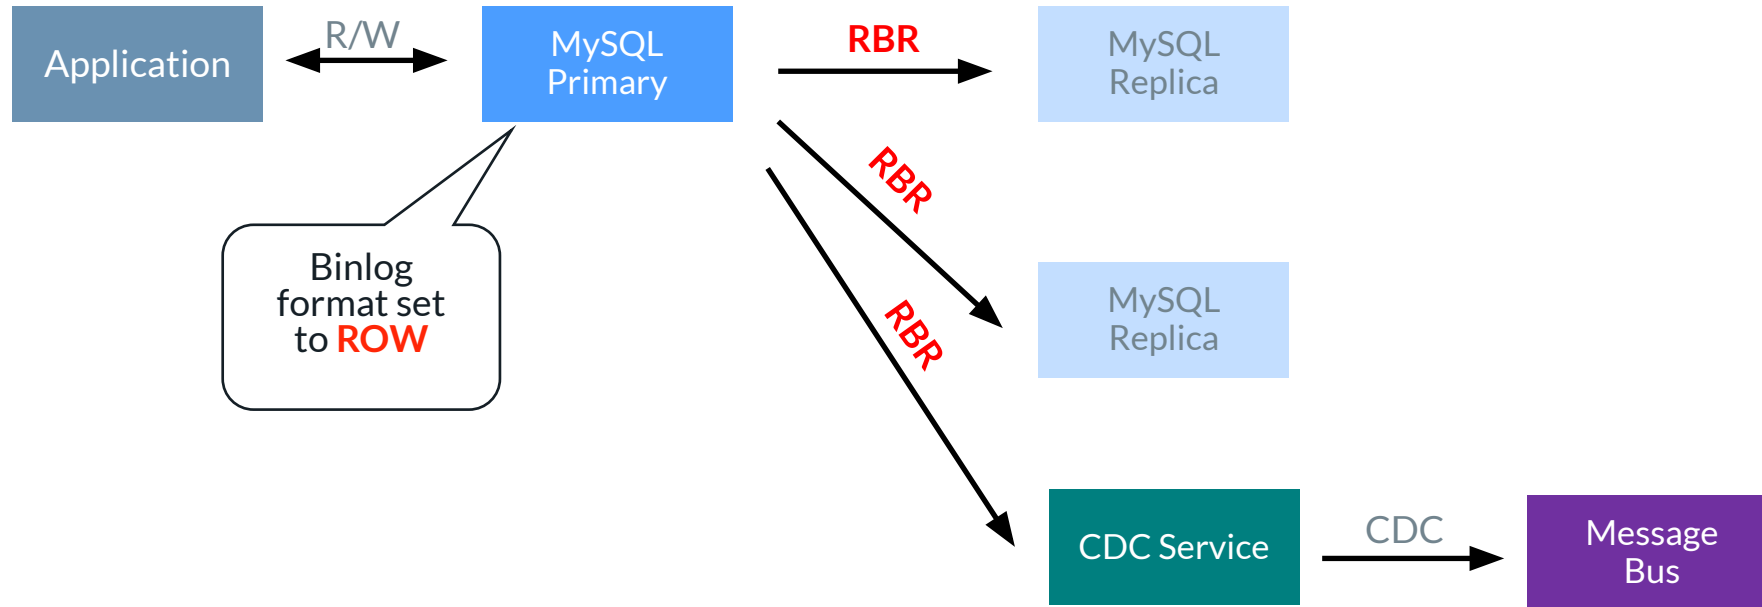 Application
R/W
MySQL
Primary
RBR
MySQL
Replica
RBR
Binlog
format set
to ROW
MySQL
Replica
RBR
CDC Service
CDC
Message
Bus